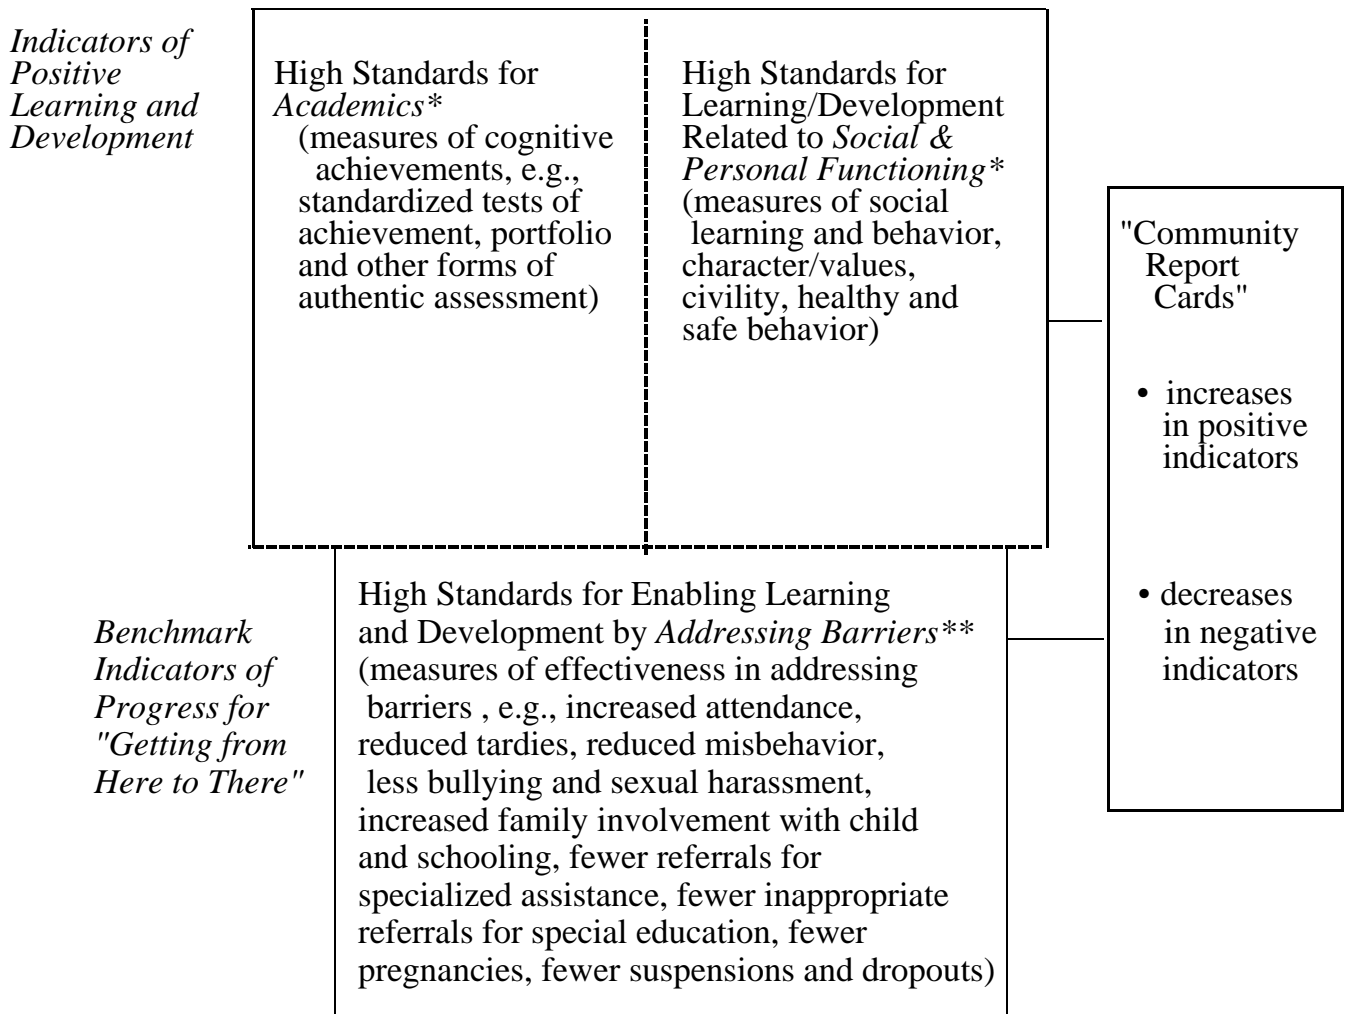 Indicators of
Positive
Learning and
Development
High Standards for
Academics*
(measures of cognitive
achievements, e.g.,
standardized tests of
achievement, portfolio
and other forms of
authentic assessment)
High Standards for
Learning/Development
Related to Social &
Personal Functioning*
(measures of social
learning and behavior,
character/values,
civility, healthy and
safe behavior)
"Community
Report
Cards"
• increases
in positive
indicators
• decreases
in negative
indicators
Benchmark
Indicators of
Progress for
"Getting from
Here to There"
High Standards for Enabling Learning
and Development by Addressing Barriers**
(measures of effectiveness in addressing
barriers , e.g., increased attendance,
reduced tardies, reduced misbehavior,
less bullying and sexual harassment,
increased family involvement with child
and schooling, fewer referrals for
specialized assistance, fewer inappropriate
referrals for special education, fewer
pregnancies, fewer suspensions and dropouts)